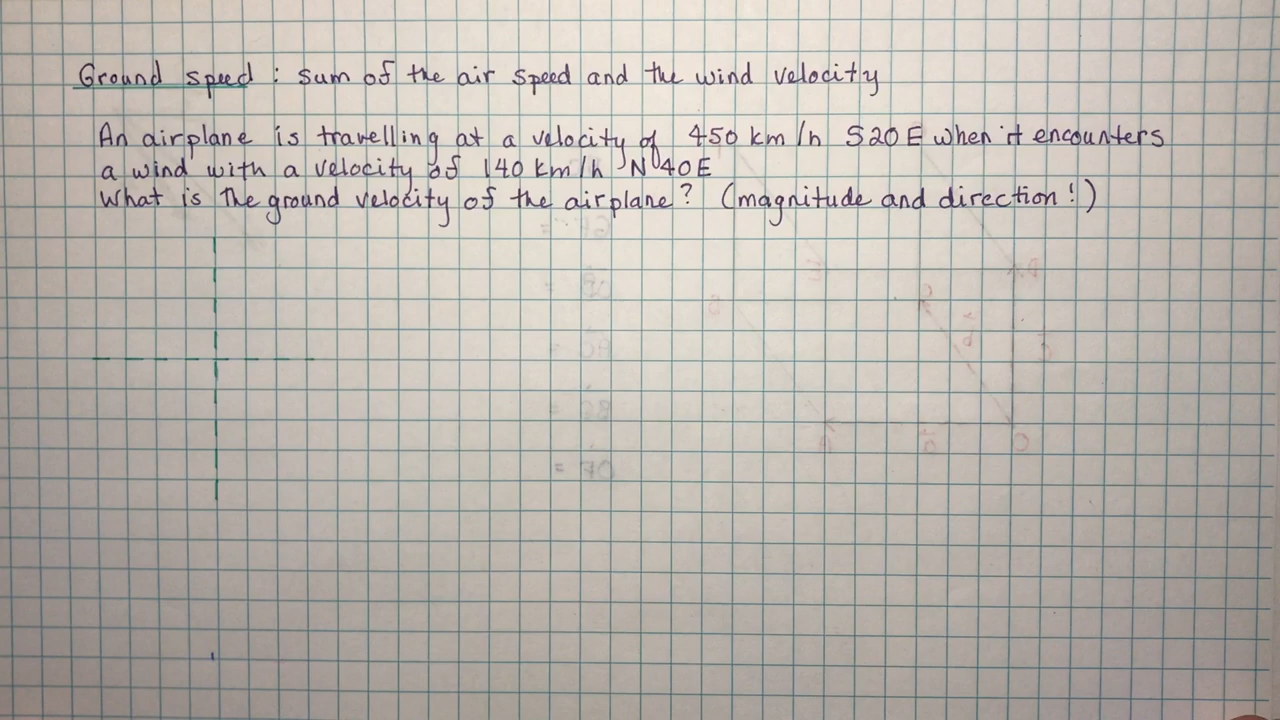 Ground speed : sum of the air speed and the wind velocity
An airplane is travelling at a velocity of 450 km/h S20E when it encounters
a wind with a velocity of 140 km/h N40E
What is the ground velocity of the airplane? (magnitude and direction!)